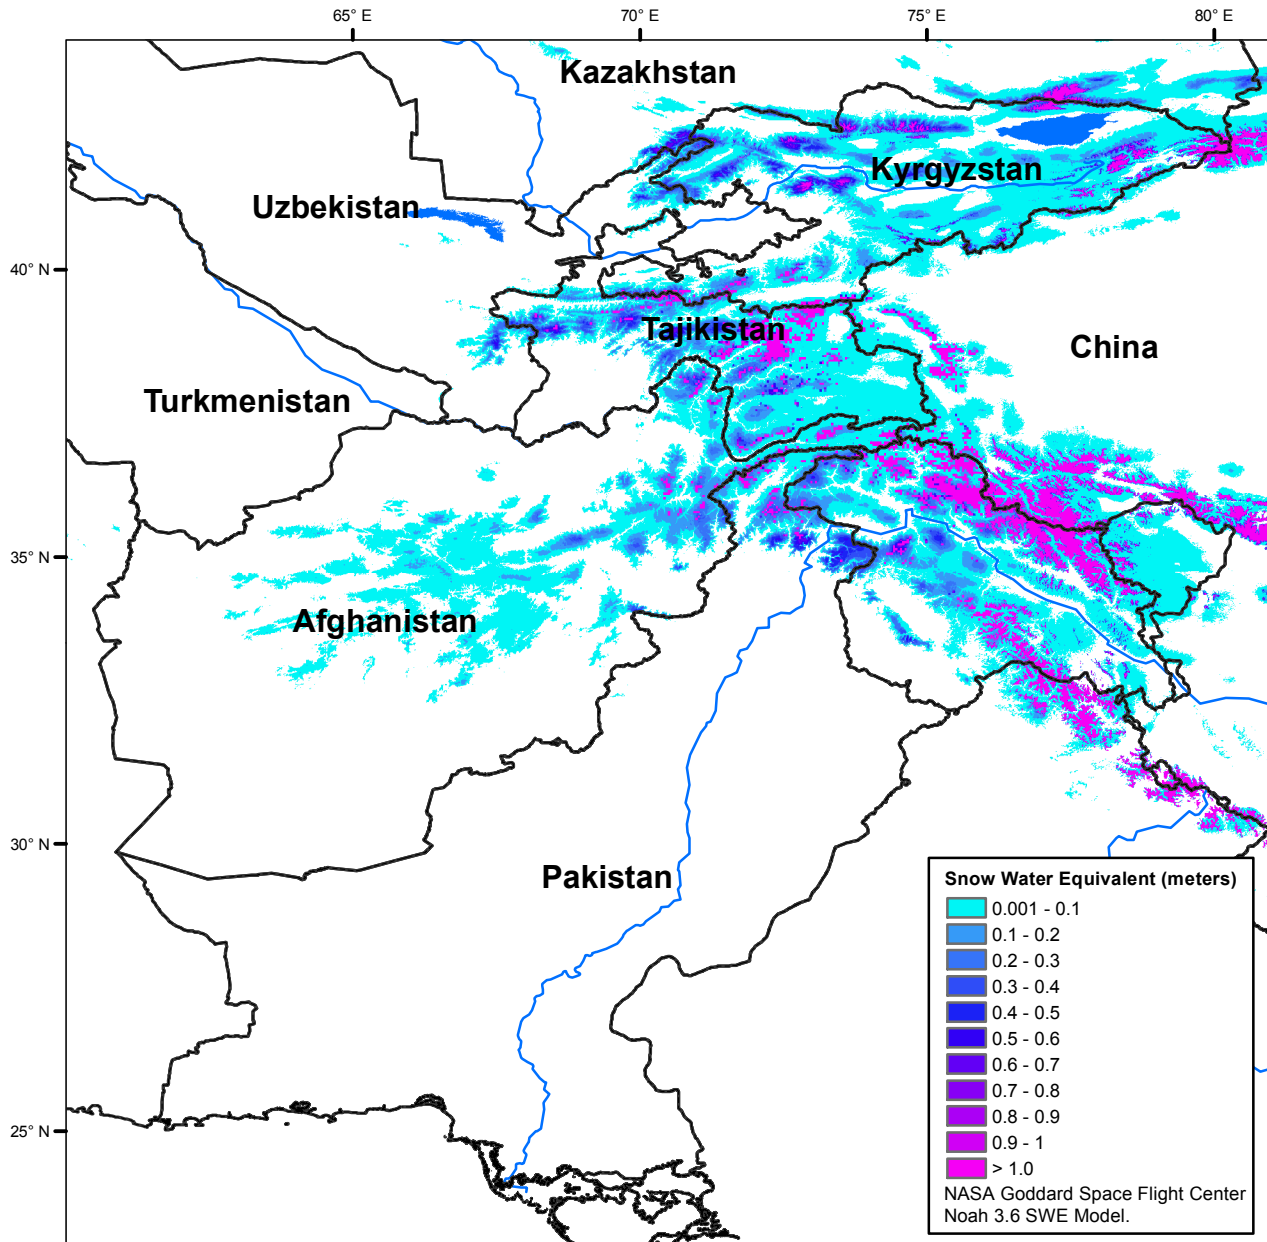 65° E
70° E
75° E
80° E
Kazakhstan
Kyrgyzstan
Uzbekistan
40° N
Tajikistan
China
Turkmenistan
35° N
Afghanistan
30° N
Pakistan
25° N
Snow Water Equivalent (meters)
0.001 - 0.1
0.1 - 0.2
0.2 - 0.3
0.3 - 0.4
0.4 - 0.5
0.5 - 0.6
0.6 - 0.7
0.7 - 0.8
0.8 - 0.9
0.9 - 1
> 1.0
NASA Goddard Space Flight Center
Noah 3.6 SWE Model.